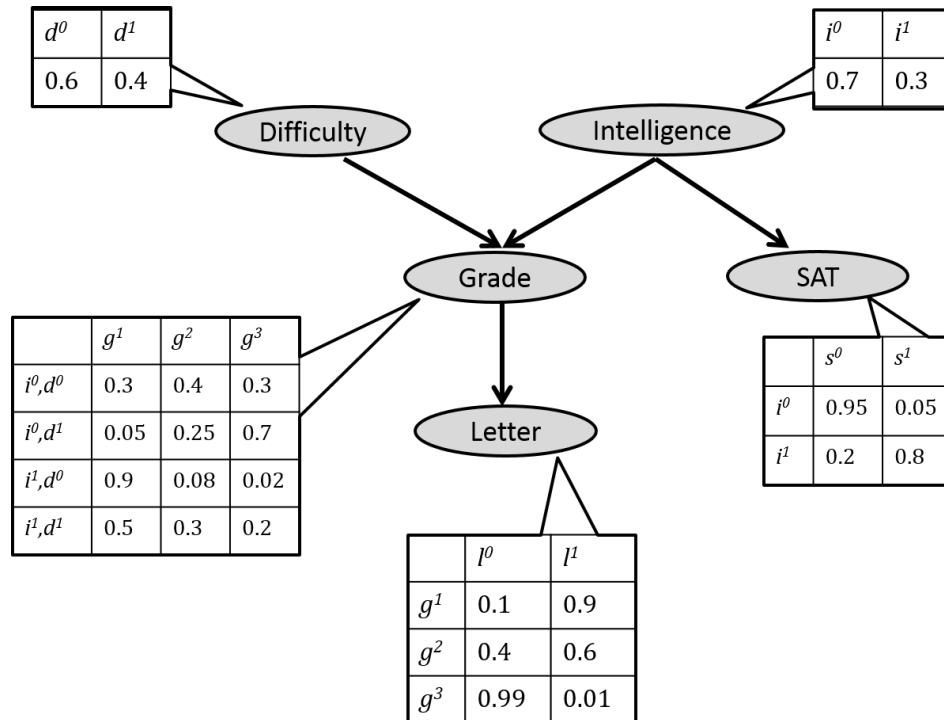 d⁰ d¹
0.6 0.4
i⁰ i¹
0.7 0.3
Difficulty
Intelligence
Grade
SAT
g¹ g² g³
i⁰,d⁰ 0.3 0.4 0.3
i⁰,d¹ 0.05 0.25 0.7
i¹,d⁰ 0.9 0.08 0.02
i¹,d¹ 0.5 0.3 0.2
s⁰ s¹
i⁰ 0.95 0.05
i¹ 0.2 0.8
Letter
l⁰ l¹
g¹ 0.1 0.9
g² 0.4 0.6
g³ 0.99 0.01